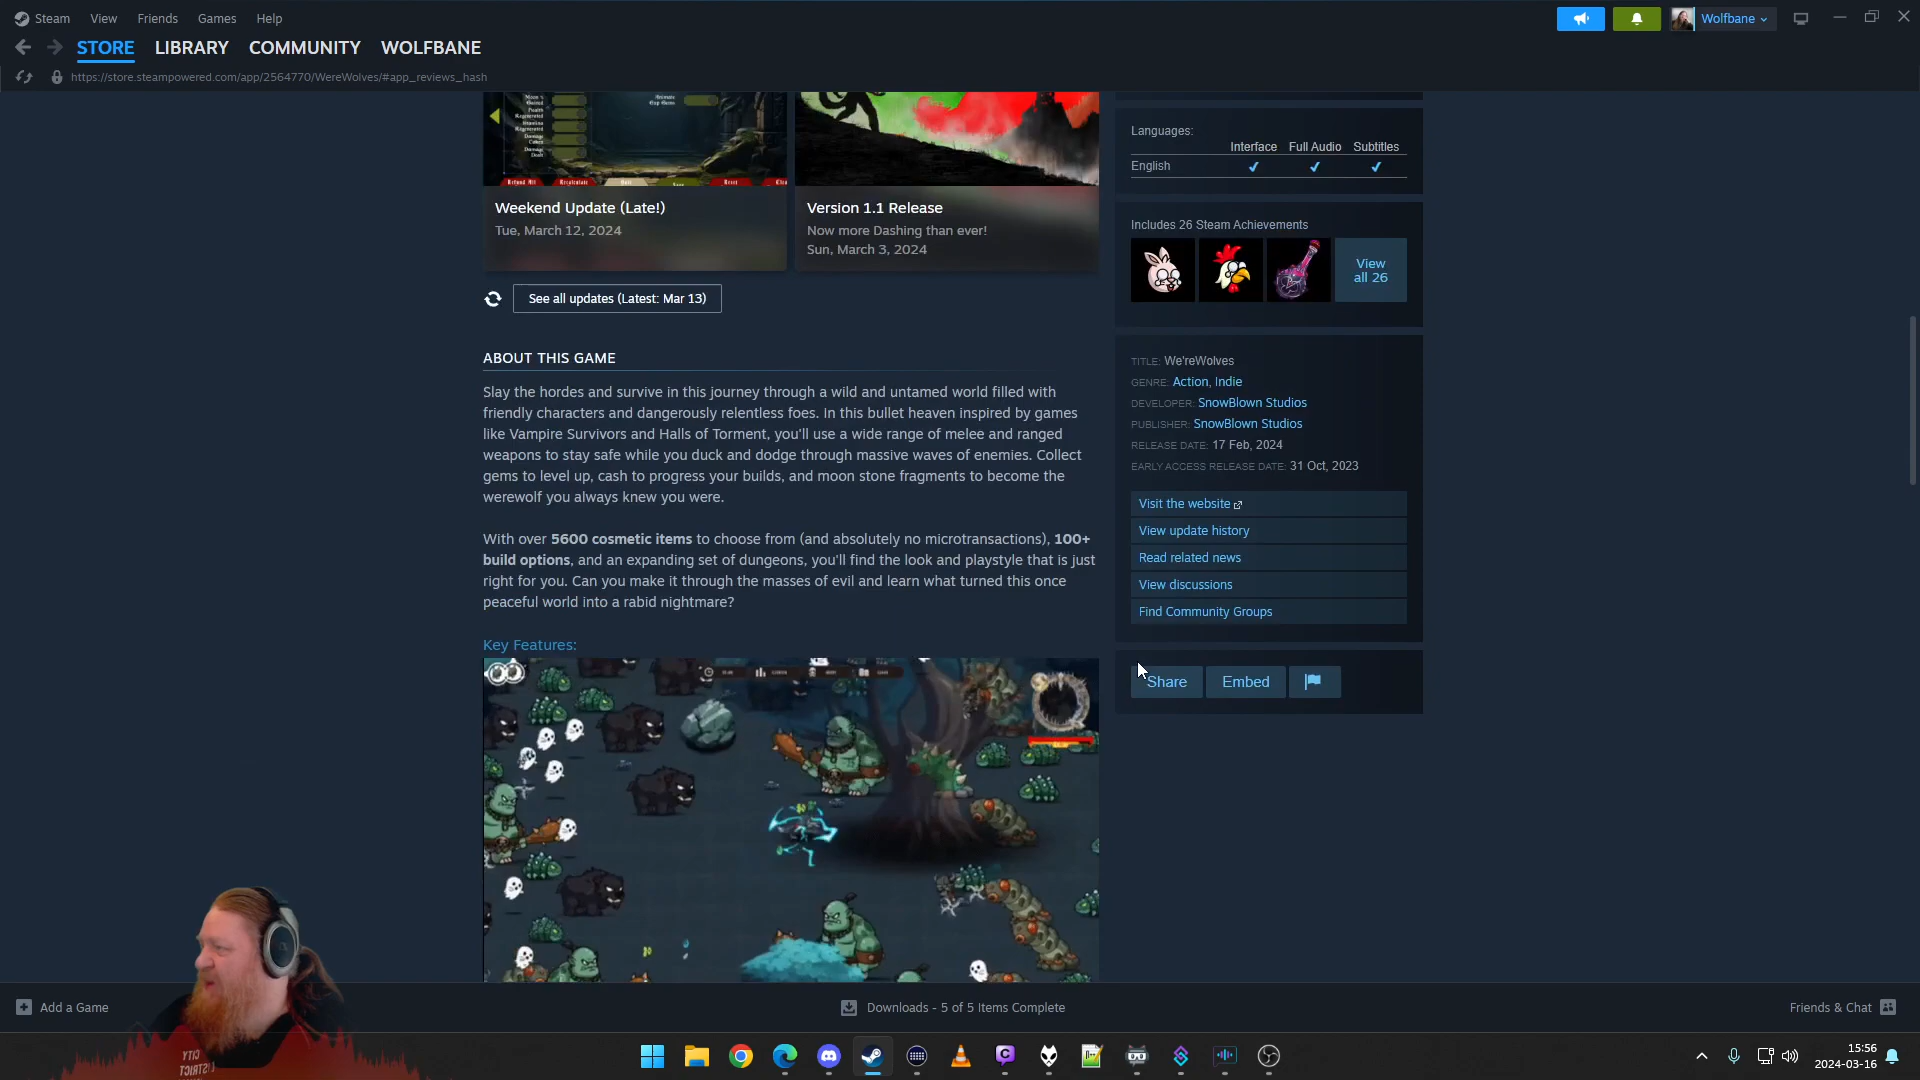 Steam View Friends Games Help
Wolfbane
STORE LIBRARY COMMUNITY WOLFBANE
https://store.steampowered.com/app/2564770/WereWolves/#app_reviews_hash
Weekend Update (Late!)
Tue, March 12, 2024
Version 1.1 Release
Now more Dashing than ever!
Sun, March 3, 2024
See all updates (Latest: Mar 13)
ABOUT THIS GAME
Slay the hordes and survive in this journey through a wild and untamed world filled with
friendly characters and dangerously relentless foes. In this bullet heaven inspired by games
like Vampire Survivors and Halls of Torment, you'll use a wide range of melee and ranged
weapons to stay safe while you duck and dodge through massive waves of enemies. Collect
gems to level up, cash to progress your builds, and moon stone fragments to become the
werewolf you always knew you were.
With over 5600 cosmetic items to choose from (and absolutely no microtransactions), 100+
build options, and an expanding set of dungeons, you'll find the look and playstyle that is just
right for you. Can you make it through the masses of evil and learn what turned this once
peaceful world into a rabid nightmare?
Key Features:
Languages:
Interface Full Audio Subtitles
English ✔ ✔ ✔
Includes 26 Steam Achievements
View
all 26
TITLE: We'reWolves
GENRE: Action, Indie
DEVELOPER: SnowBlown Studios
PUBLISHER: SnowBlown Studios
RELEASE DATE: 17 Feb, 2024
EARLY ACCESS RELEASE DATE: 31 Oct, 2023
Visit the website
View update history
Read related news
View discussions
Find Community Groups
Share Embed
CITY
DISTRICT
Add a Game
Downloads - 5 of 5 Items Complete
Friends & Chat
15:56
2024-03-16